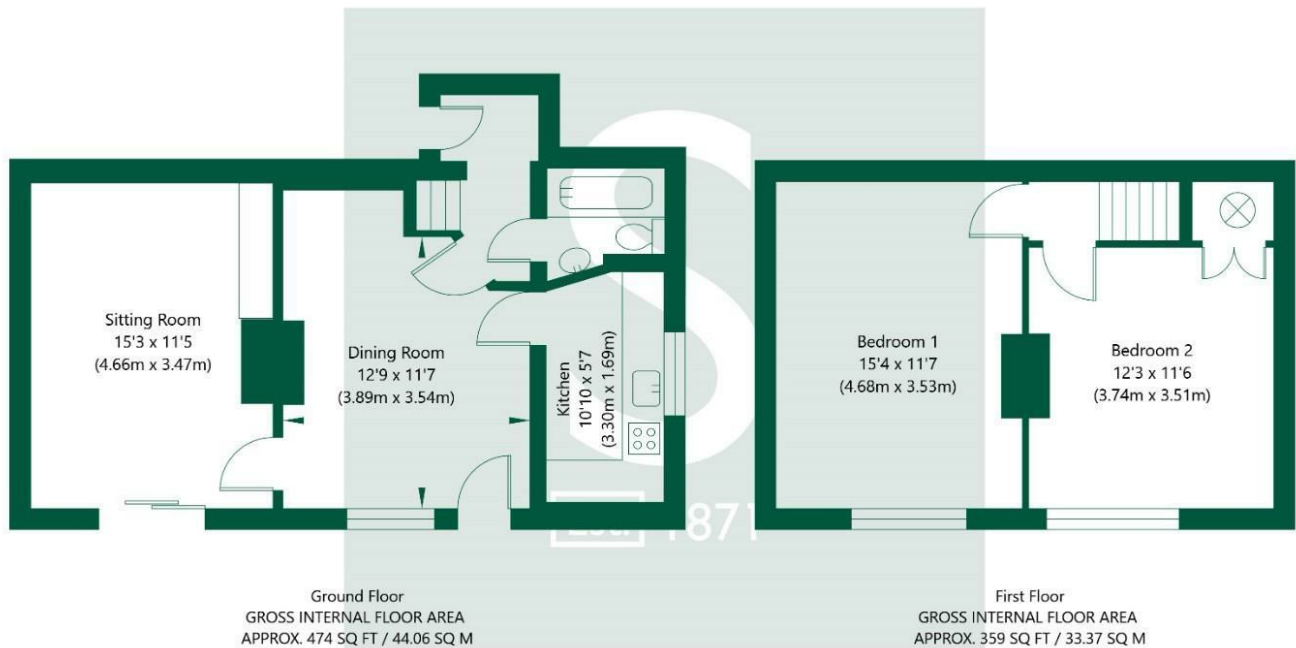 Sitting Room
15'3 x 11'5
(4.66m x 3.47m)
Dining Room
12'9 x 11'7
(3.89m x 3.54m)
Kitchen
10'10 x 5'7
(3.30m x 1.69m)
Bedroom 1
15'4 x 11'7
(4.68m x 3.53m)
Bedroom 2
12'3 x 11'6
(3.74m x 3.51m)
S
Estd 1871
Ground Floor
GROSS INTERNAL FLOOR AREA
APPROX. 474 SQ FT / 44.06 SQ M
First Floor
GROSS INTERNAL FLOOR AREA
APPROX. 359 SQ FT / 33.37 SQ M